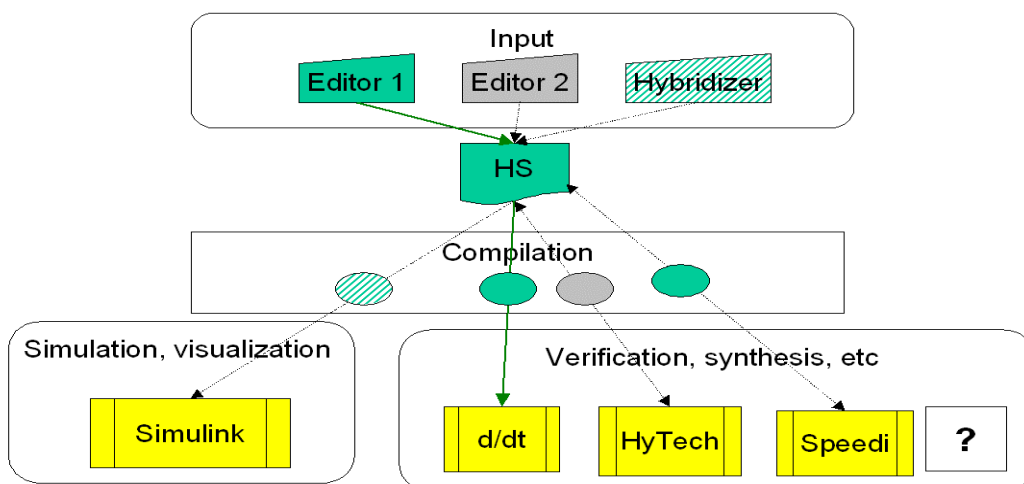 Input
Editor 1
Editor 2
Hybridizer
HS
Compilation
Simulation, visualization
Verification, synthesis, etc
Simulink
d/dt
HyTech
Speedi
?